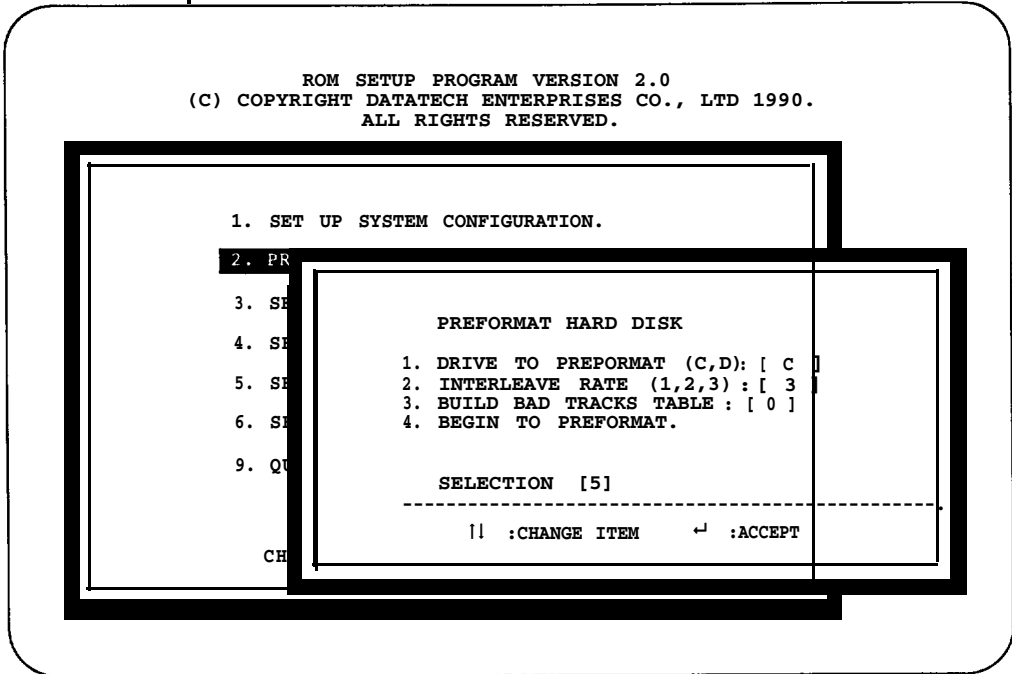 ROM SETUP PROGRAM VERSION 2.0
(C) COPYRIGHT DATATECH ENTERPRISES CO., LTD 1990.
ALL RIGHTS RESERVED.
1. SET UP SYSTEM CONFIGURATION.
2. PR
3. SE
4. SE
5. SE
6. SE
9. QU
CH
PREFORMAT HARD DISK
1. DRIVE TO PREPORMAT (C,D): [ C ]
2. INTERLEAVE RATE (1,2,3) : [ 3 ]
3. BUILD BAD TRACKS TABLE : [ 0 ]
4. BEGIN TO PREFORMAT.
SELECTION [5]
↑↓ :CHANGE ITEM ↵ :ACCEPT